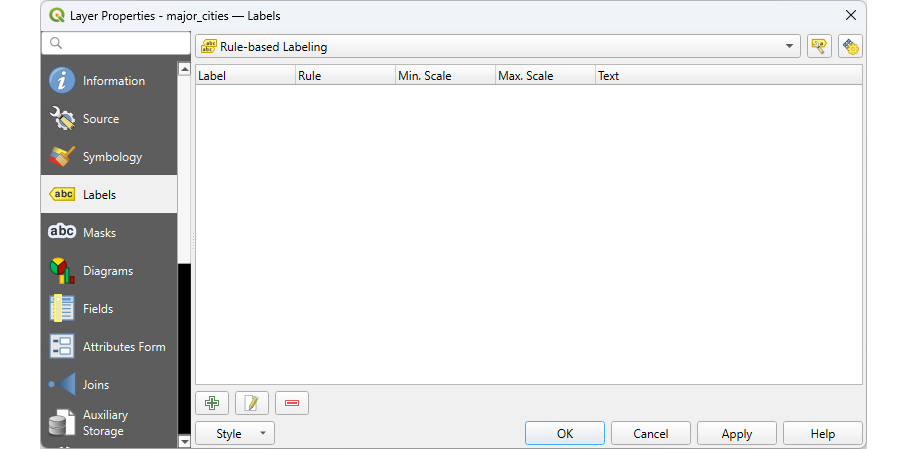 Layer Properties - major_cities — Labels
abc Rule-based Labeling
Information
Source
Symbology
abc Labels
abc Masks
Diagrams
Fields
Attributes Form
Joins
Auxiliary
Storage
Label Rule Min. Scale Max. Scale Text
Style OK Cancel Apply Help